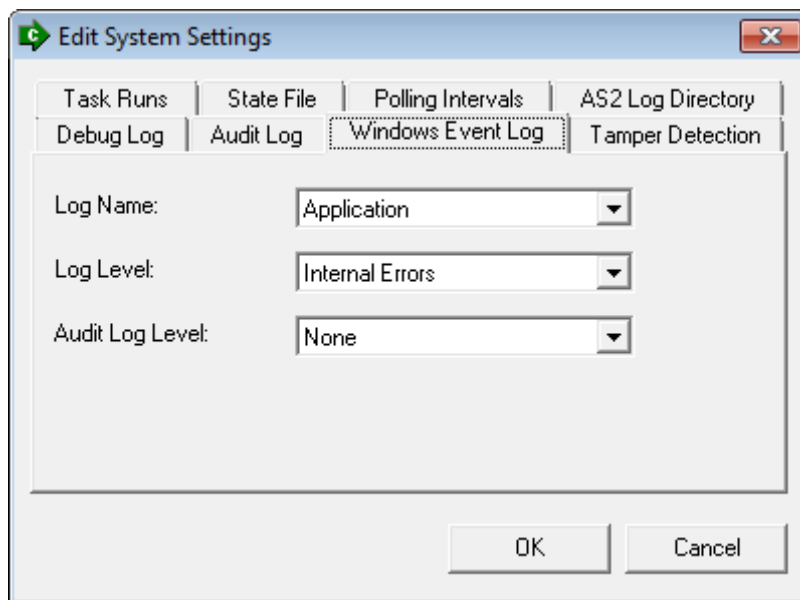 Edit System Settings
Task Runs State File Polling Intervals AS2 Log Directory
Debug Log Audit Log Windows Event Log Tamper Detection
Log Name: Application
Log Level: Internal Errors
Audit Log Level: None
OK Cancel